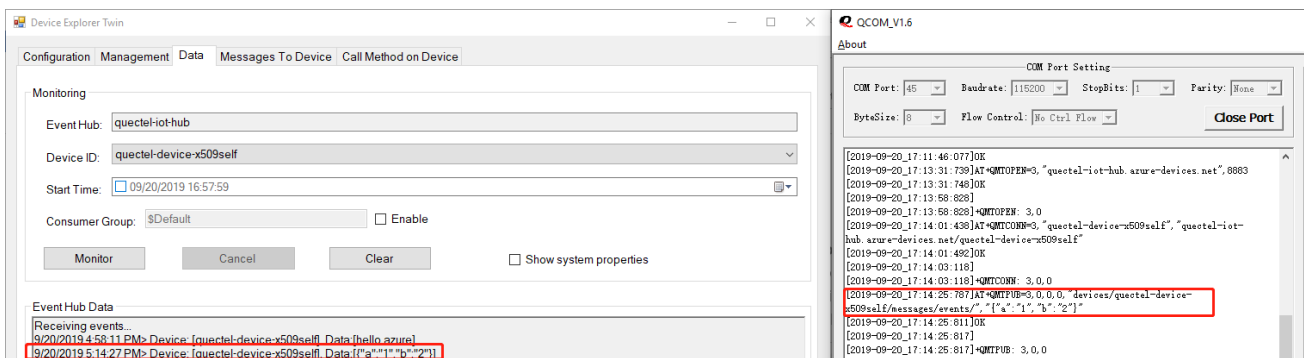 Device Explorer Twin
Configuration Management Data Messages To Device Call Method on Device
Monitoring
Event Hub: quectel-iot-hub
Device ID: quectel-device-x509self
Start Time: 09/20/2019 16:57:59
Consumer Group: $Default Enable
Monitor Cancel Clear Show system properties
Event Hub Data
Receiving events...
9/20/2019 4:58:11 PM> Device: [quectel-device-x509self], Data:[hello azure]
9/20/2019 5:14:27 PM> Device: [quectel-device-x509self], Data:[{"a":"1","b":"2"}]
QCOM_V1.6
About
COM Port Setting
COM Port: 45 Baudrate: 115200 StopBits: 1 Parity: None
ByteSize: 8 Flow Control: No Ctrl Flow Close Port
[2019-09-20_17:11:46:077]OK
[2019-09-20_17:13:31:739]AT+QMTOPEN=3,"quectel-iot-hub.azure-devices.net",8883
[2019-09-20_17:13:31:748]OK
[2019-09-20_17:13:58:828]
[2019-09-20_17:13:58:828]+QMTOPEN: 3,0
[2019-09-20_17:14:01:438]AT+QMTCONN=3,"quectel-device-x509self","quectel-iot-
hub.azure-devices.net/quectel-device-x509self"
[2019-09-20_17:14:01:492]OK
[2019-09-20_17:14:03:118]
[2019-09-20_17:14:03:118]+QMTCONN: 3,0,0
[2019-09-20_17:14:25:787]AT+QMTPUB=3,0,0,0,"devices/quectel-device-
x509self/messages/events/","{"a":"1","b":"2"}"
[2019-09-20_17:14:25:811]OK
[2019-09-20_17:14:25:817]
[2019-09-20_17:14:25:817]+QMTPUB: 3,0,0